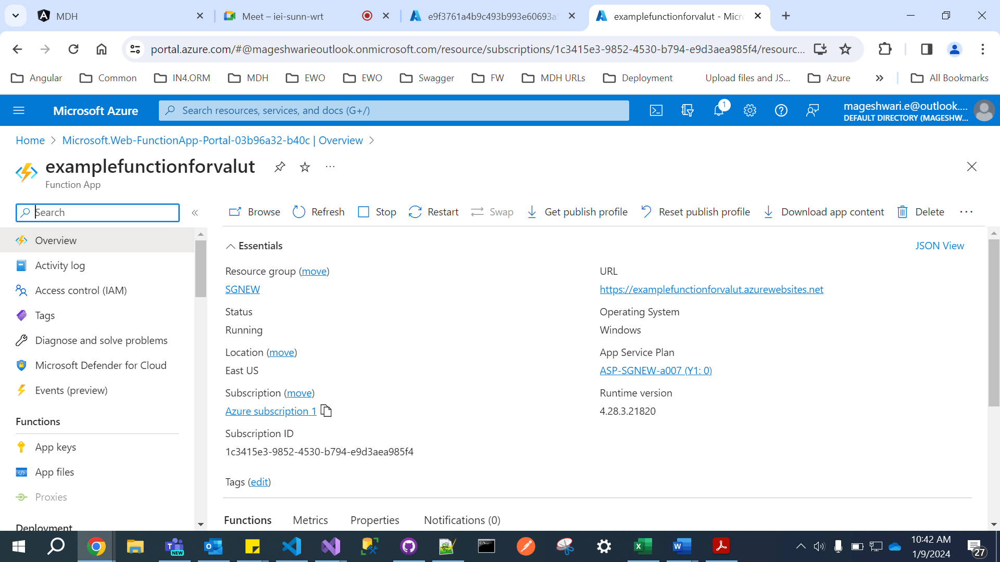 MDH
Meet – iei-sunn-wrt
e9f3761a4b9c493b993e60693a
examplefunctionforvalut - Micr
portal.azure.com/#@mageshwarieoutlook.onmicrosoft.com/resource/subscriptions/1c3415e3-9852-4530-b794-e9d3aea985f4/resourc...
Angular
Common
IN4.ORM
MDH
EWO
EWO
Swagger
FW
MDH URLs
Deployment
Upload files and JS...
Azure
All Bookmarks
Microsoft Azure
Search resources, services, and docs (G+/)
1
mageshwari.e@outlook....
DEFAULT DIRECTORY (MAGESHW...
Home > Microsoft.Web-FunctionApp-Portal-03b96a32-b40c | Overview >
examplefunctionforvalut
Function App
Search
Browse
Refresh
Stop
Restart
Swap
Get publish profile
Reset publish profile
Download app content
Delete
Overview
Activity log
Access control (IAM)
Tags
Diagnose and solve problems
Microsoft Defender for Cloud
Events (preview)
Functions
App keys
App files
Proxies
Deployment
Essentials
JSON View
Resource group (move)
SGNEW
Status
Running
Location (move)
East US
Subscription (move)
Azure subscription 1
Subscription ID
1c3415e3-9852-4530-b794-e9d3aea985f4
URL
https://examplefunctionforvalut.azurewebsites.net
Operating System
Windows
App Service Plan
ASP-SGNEW-a007 (Y1: 0)
Runtime version
4.28.3.21820
Tags (edit)
Functions
Metrics
Properties
Notifications (0)
NEW
10:42 AM
1/9/2024
27